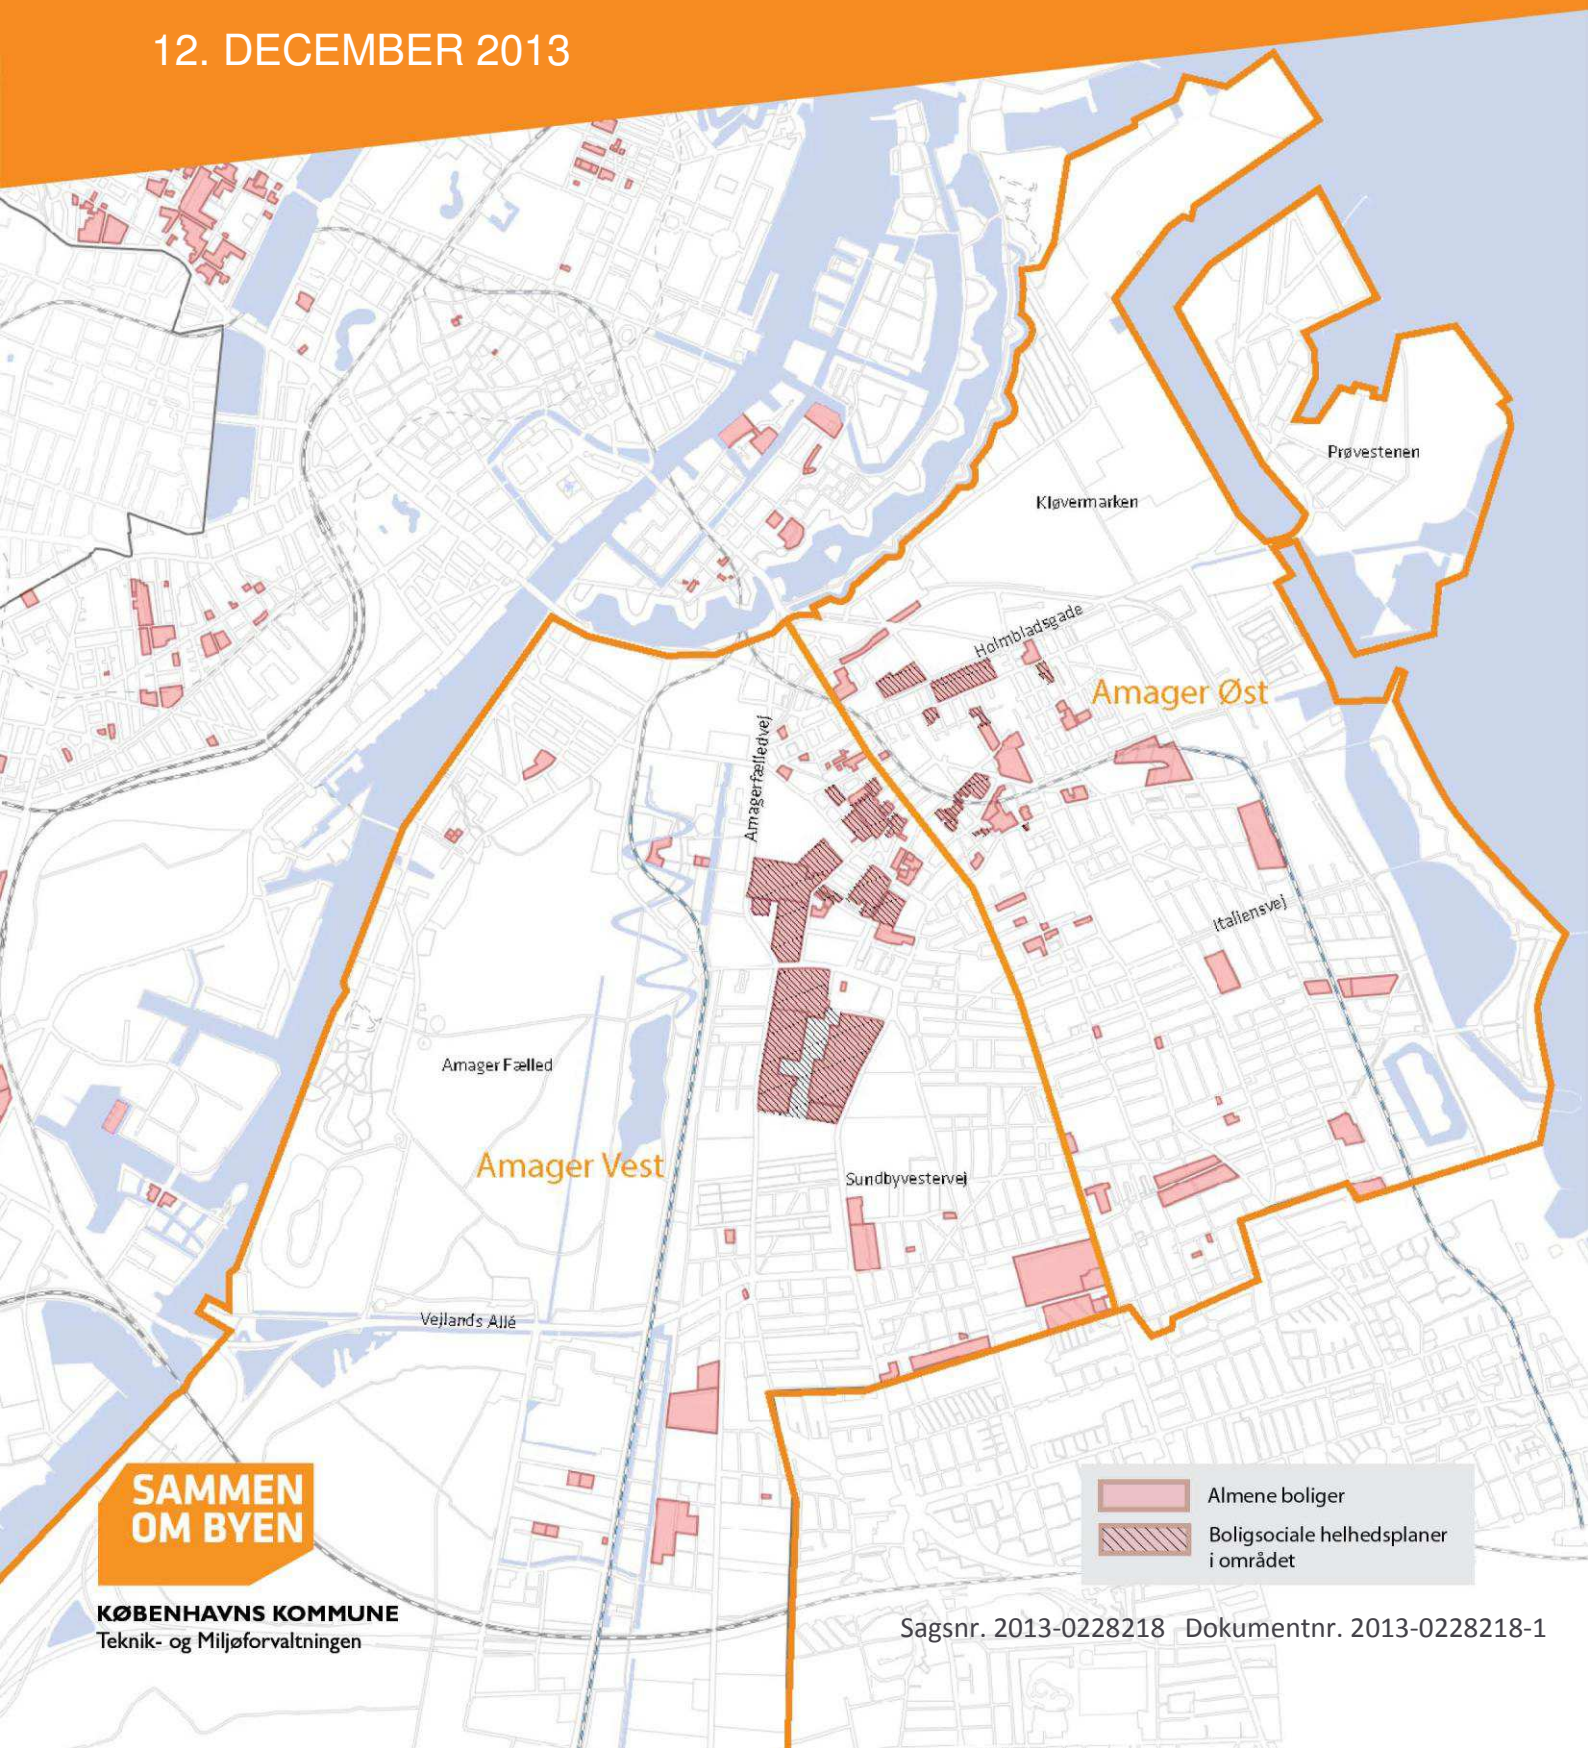 12. DECEMBER 2013
Prøvestenen
Kløvermarken
Holmbladsgade
Amager Øst
Amagerfælledvej
Italiensvej
Amager Fælled
Amager Vest
Sundbyvestervej
Vejlands Allé
SAMMEN
OM BYEN
Almene boliger
Boligsociale helhedsplaner
i området
KØBENHAVNS KOMMUNE
Teknik- og Miljøforvaltningen
Sagsnr. 2013-0228218 Dokumentnr. 2013-0228218-1